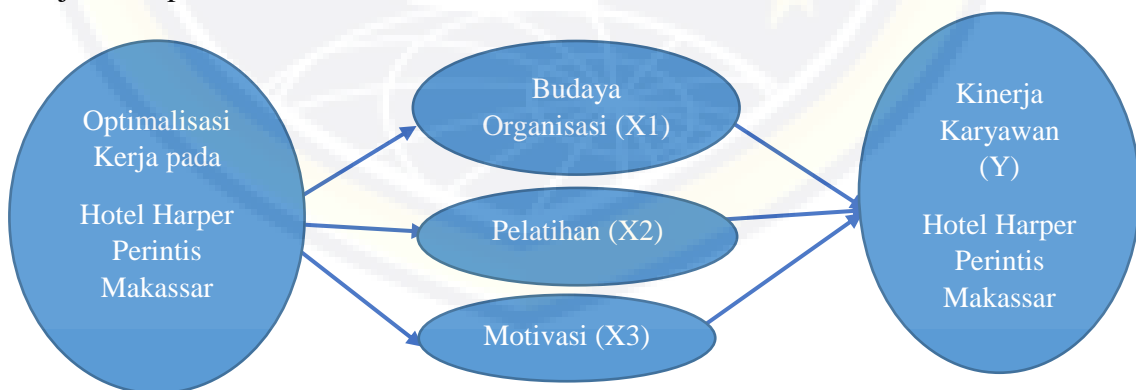 Optimalisasi
Kerja pada
Hotel Harper
Perintis
Makassar
Budaya
Organisasi (X1)
Pelatihan (X2)
Motivasi (X3)
Kinerja
Karyawan
(Y)
Hotel Harper
Perintis
Makassar